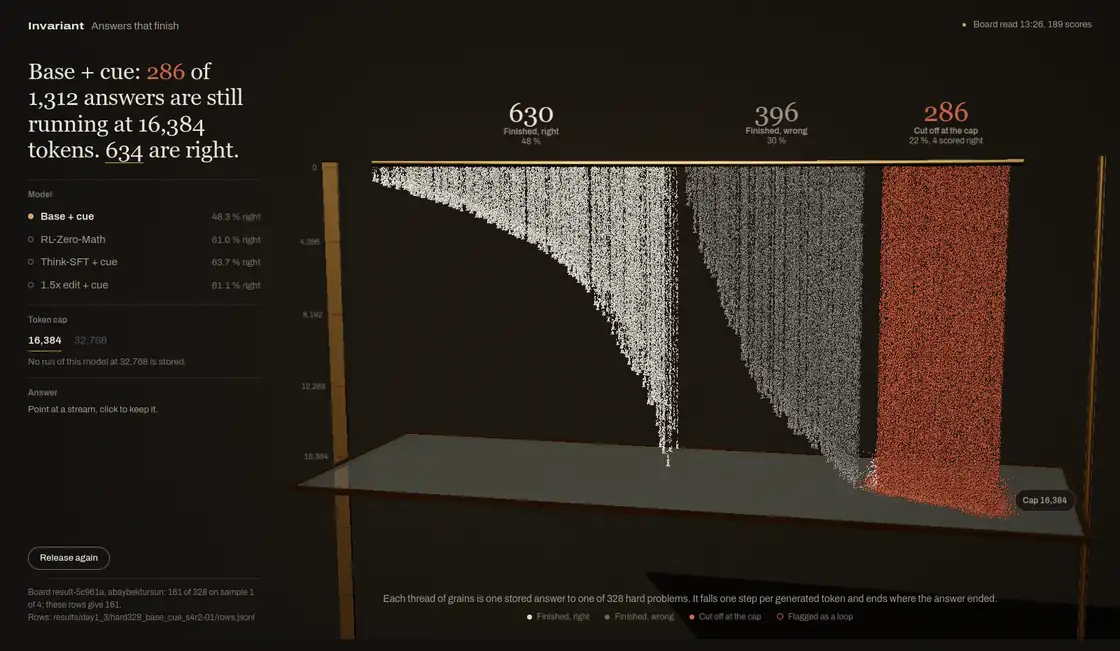 Invariant Answers that finish
Board read 13:26, 189 scores
Base + cue: 286 of
1,312 answers are still
running at 16,384
tokens. 634 are right.
Model
Base + cue 48.3 % right
RL-Zero-Math 61.0 % right
Think-SFT + cue 63.7 % right
1.5x edit + cue 61.1 % right
Token cap
16,384 32,768
No run of this model at 32,768 is stored.
Answer
Point at a stream, click to keep it.
Release again
Board result-5c961a, abaybektursun: 161 of 328 on sample 1
of 4; these rows give 161.
Rows: results/day1_3/hard328_base_cue_s4r2-01/rows.jsonl
630
Finished, right
48 %
396
Finished, wrong
30 %
286
Cut off at the cap
22 %, 4 scored right
0
4,096
8,192
12,288
16,384
Cap 16,384
Each thread of grains is one stored answer to one of 328 hard problems. It falls one step per generated token and ends where the answer ended.
Finished, right Finished, wrong Cut off at the cap Flagged as a loop